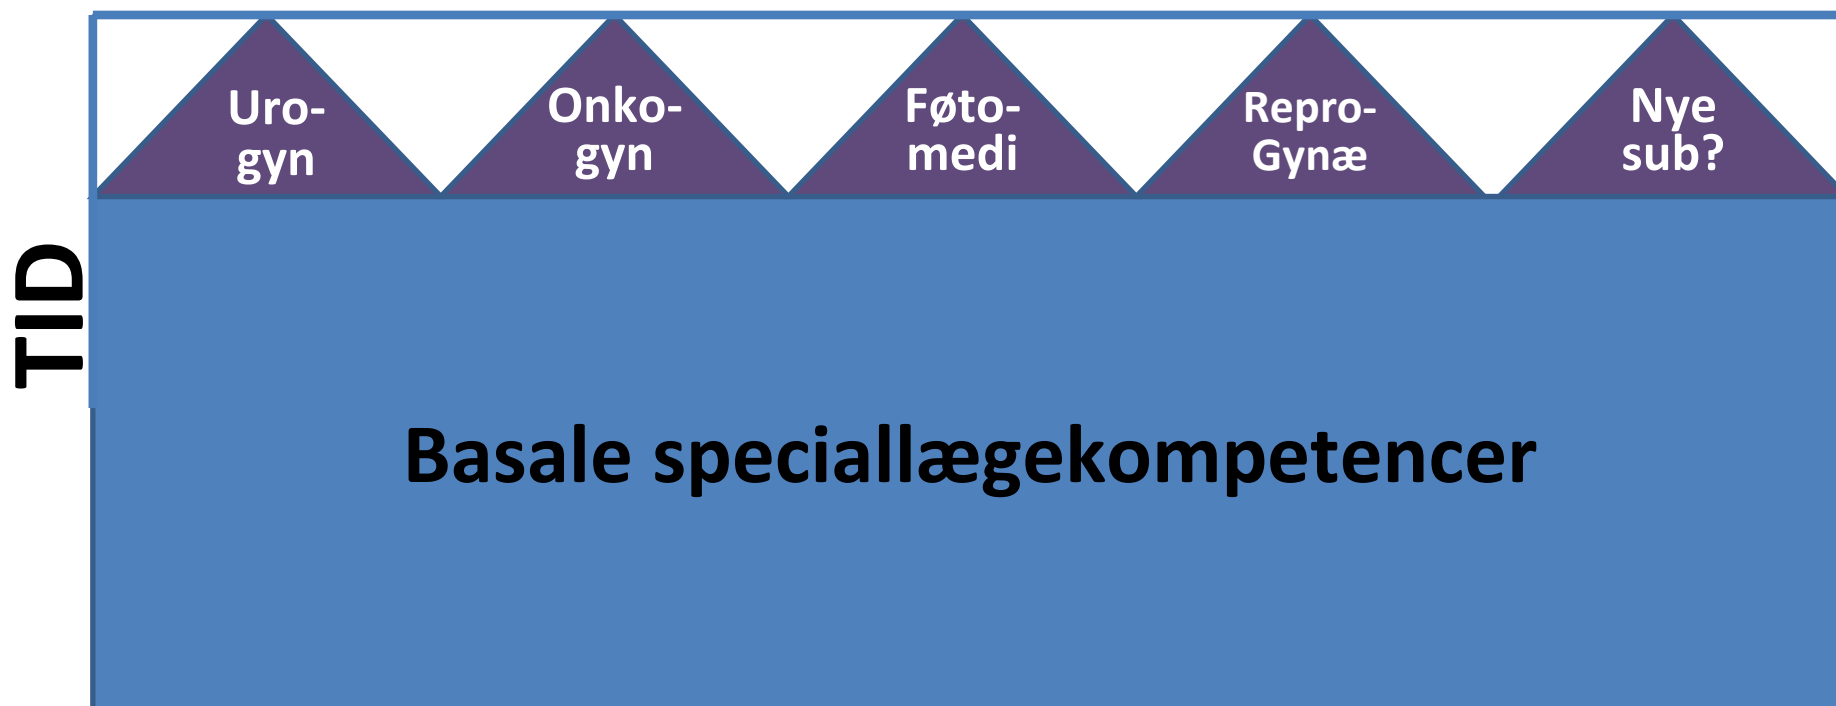 Uro-
gyn
Onko-
gyn
Føto-
medi
Repro-
Gynæ
Nye
sub?
TID
Basale speciallægekompetencer